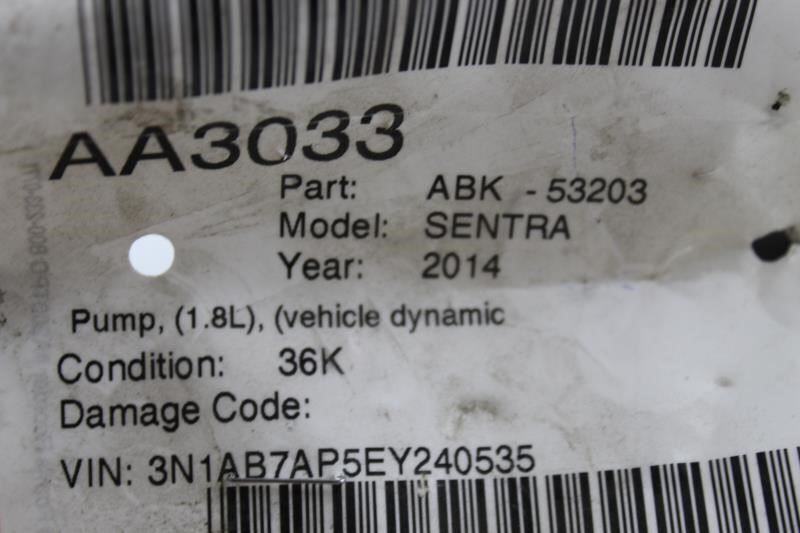 AA3033
Part: ABK - 53203
Model: SENTRA
Year: 2014
Pump, (1.8L), (vehicle dynamic
Condition: 36K
Damage Code:
VIN: 3N1AB7AP5EY240535